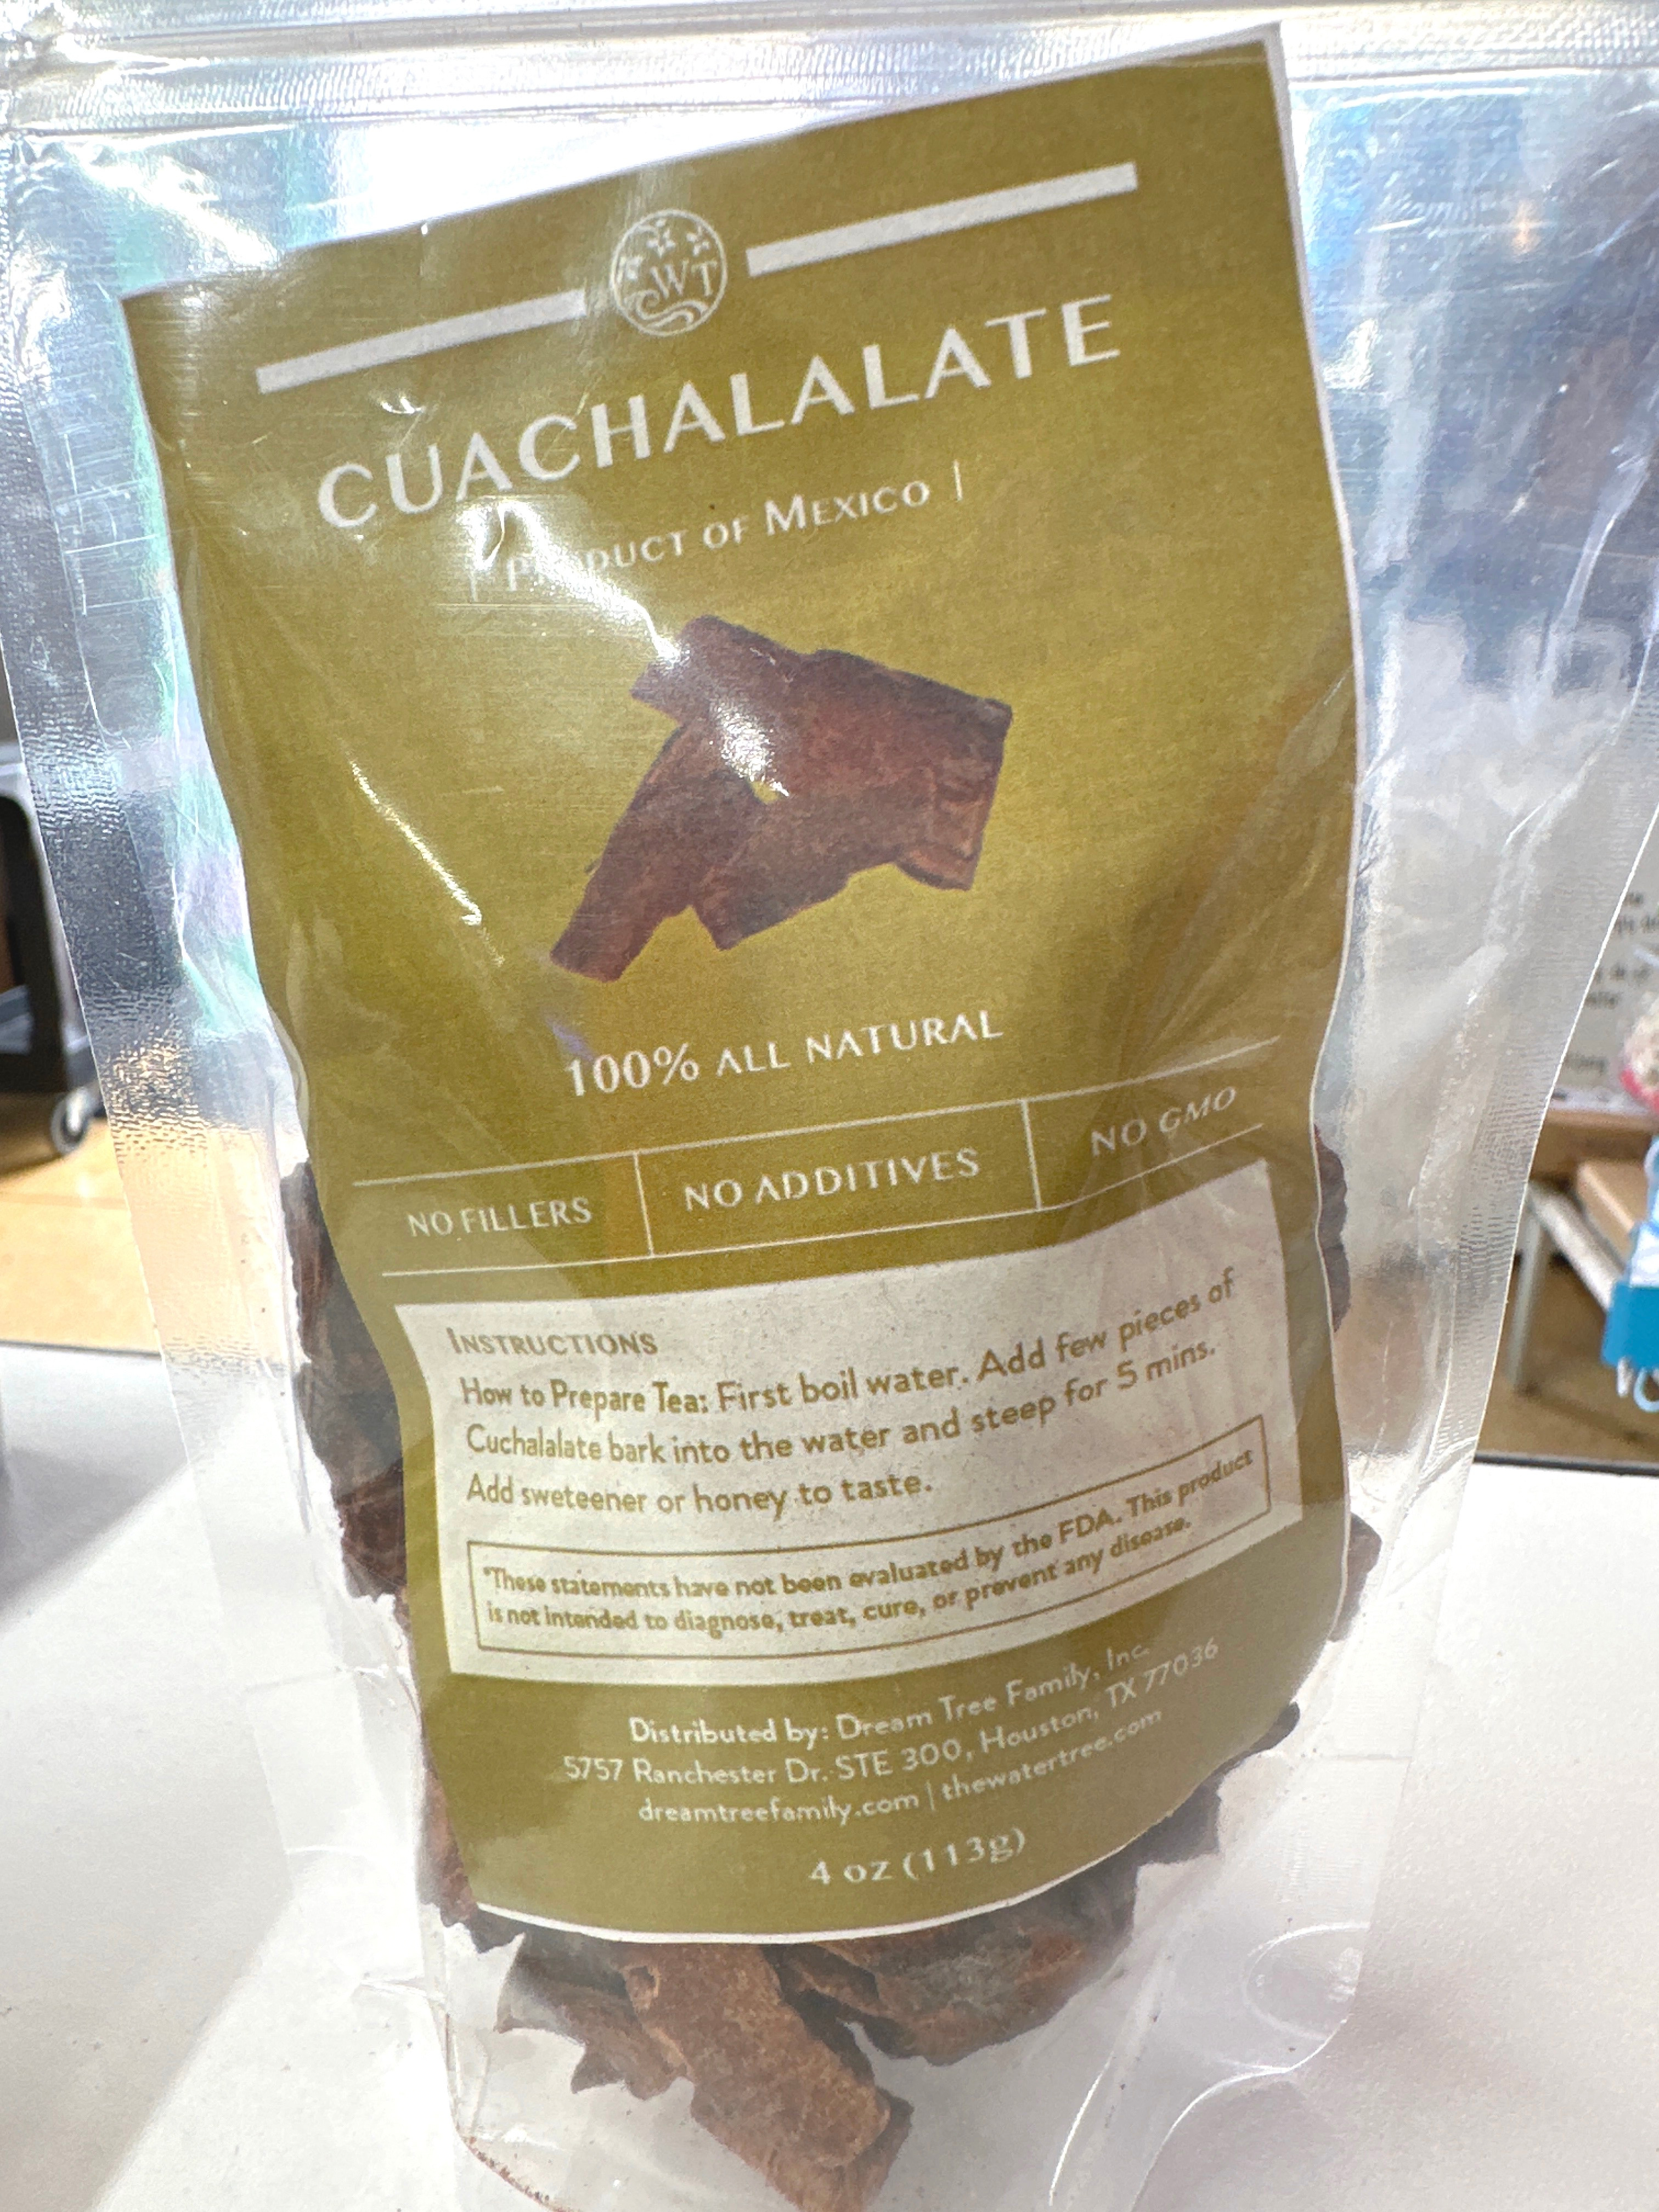 WT
CUACHALALATE
| PRODUCT OF MEXICO |
100% ALL NATURAL
NO FILLERS | NO ADDITIVES | NO GMO
INSTRUCTIONS
How to Prepare Tea: First boil water. Add few pieces of
Cuchalalate bark into the water and steep for 5 mins.
Add sweteener or honey to taste.
*These statements have not been evaluated by the FDA. This product
is not intended to diagnose, treat, cure, or prevent any disease.
Distributed by: Dream Tree Family, Inc.
5757 Ranchester Dr. STE 300, Houston, TX 77036
dreamtreefamily.com | thewatertree.com
4 oz (113g)